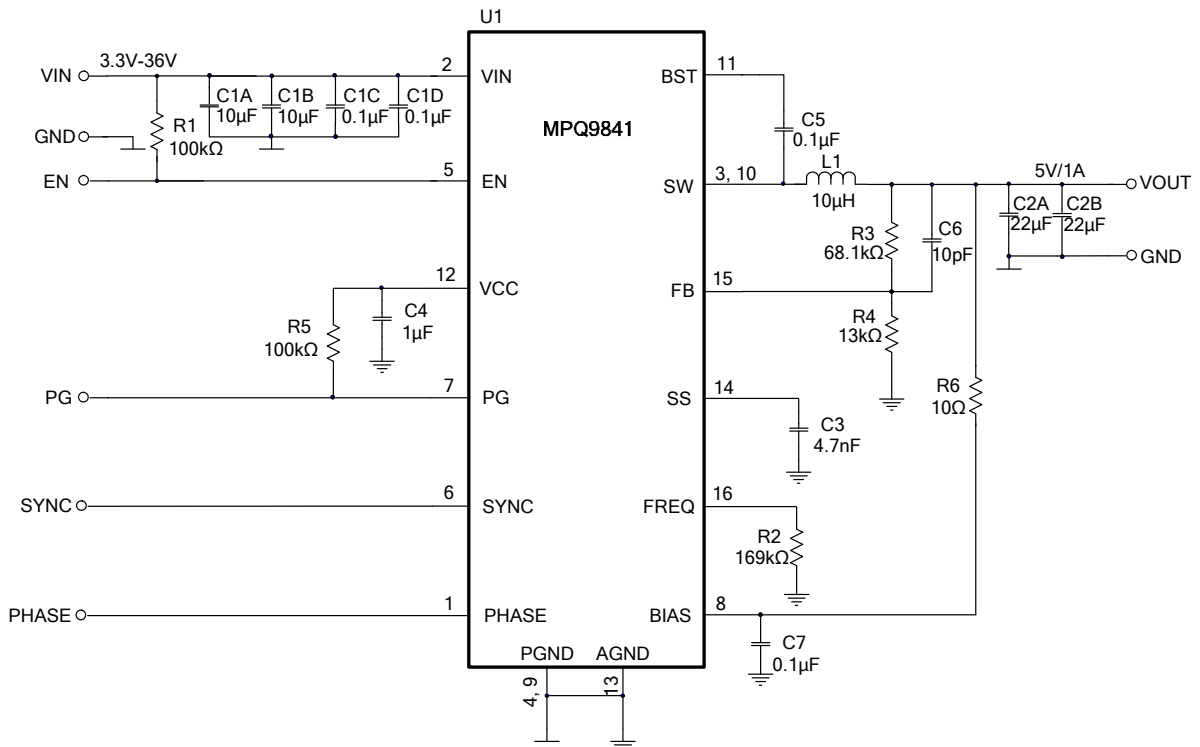 U1
VIN
3.3V-36V
2
VIN
BST
11
C1A
10µF
C1B
10µF
C1C
0.1µF
C1D
0.1µF
MPQ9841
C5
0.1µF
GND
R1
100kΩ
EN
5
EN
SW
3, 10
L1
10µH
5V/1A
VOUT
R3
68.1kΩ
C6
10pF
C2A
22µF
C2B
22µF
GND
12
VCC
FB
15
R5
100kΩ
C4
1µF
R4
13kΩ
PG
7
PG
SS
14
R6
10Ω
C3
4.7nF
SYNC
6
SYNC
FREQ
16
R2
169kΩ
PHASE
1
PHASE
BIAS
8
C7
0.1µF
PGND
AGND
4, 9
13